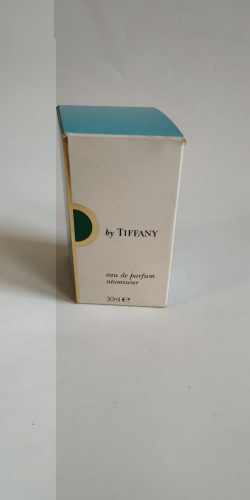 by TIFFANY
eau de parfum
atomiseur
30ml ℮